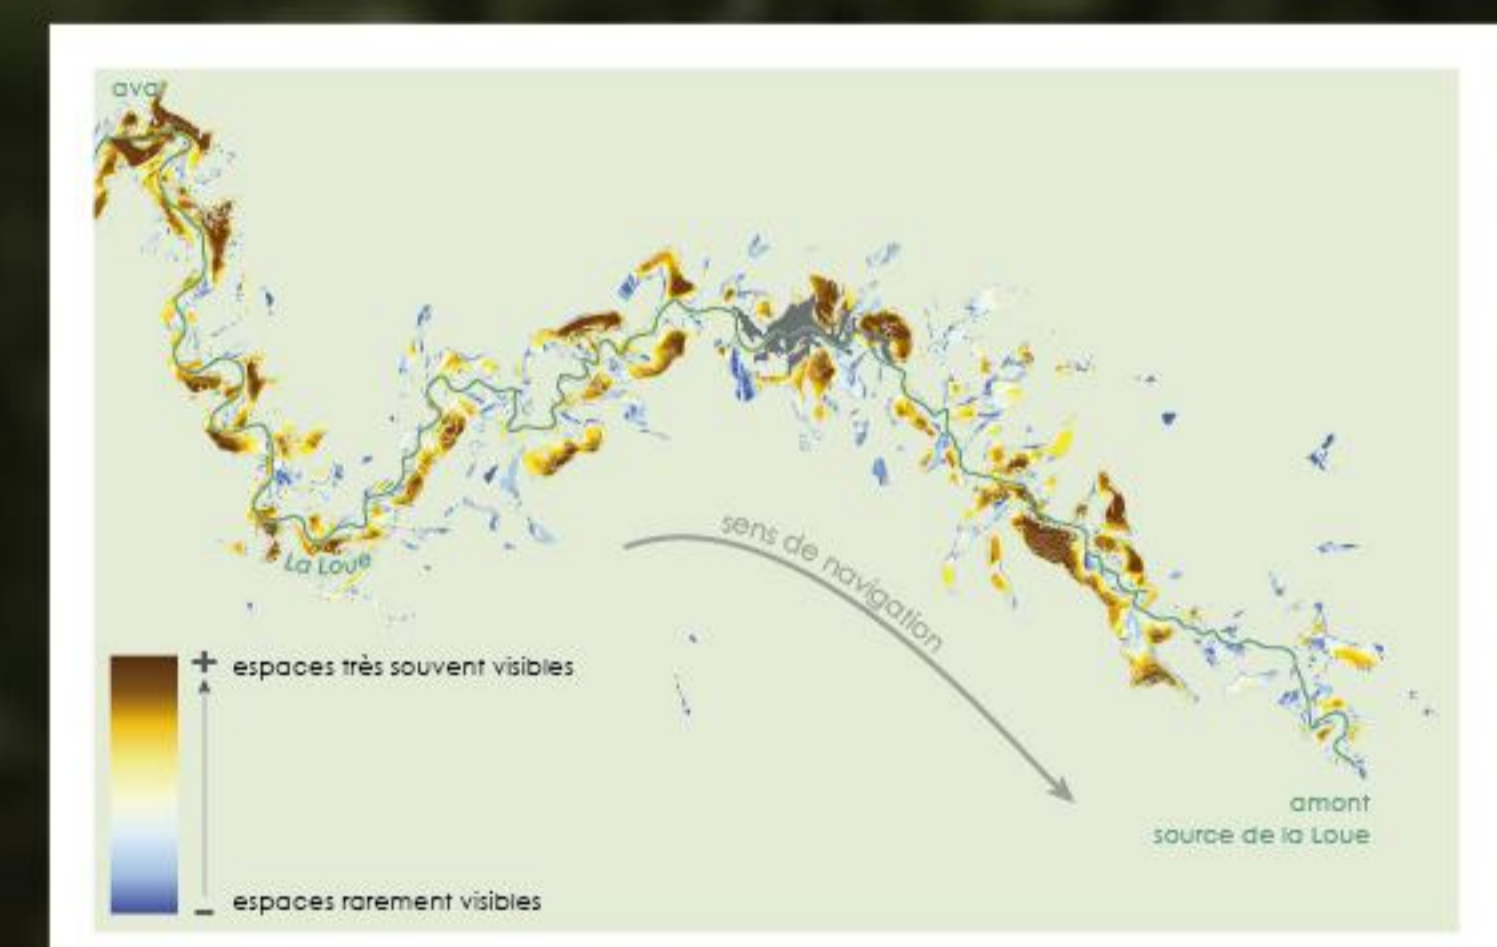 aval
La Loue
sens de navigation
+ espaces très souvent visibles
- espaces rarement visibles
amont
source de la Loue